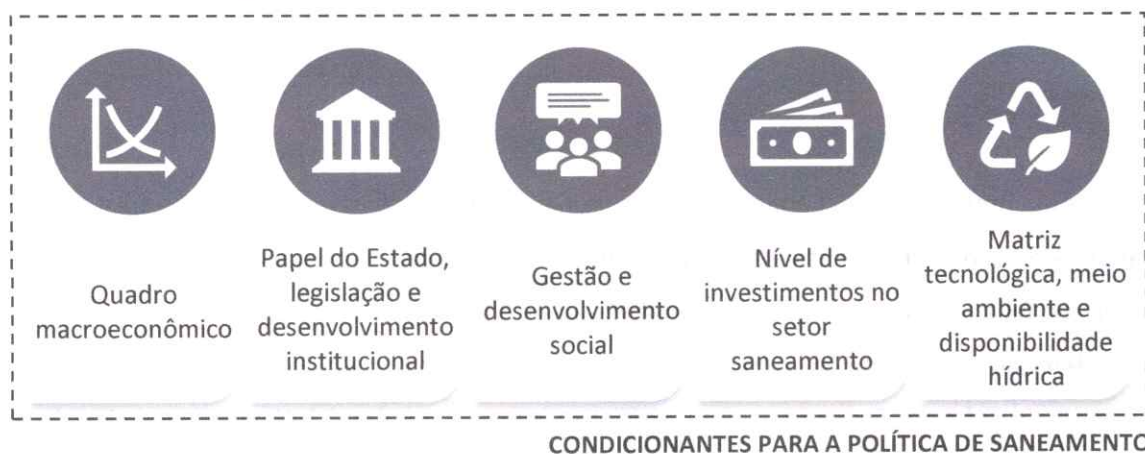 Quadro
macroeconômico
Papel do Estado,
legislação e
desenvolvimento
institucional
Gestão e
desenvolvimento
social
Nível de
investimentos no
setor
saneamento
Matriz
tecnológica, meio
ambiente e
disponibilidade
hídrica
CONDICIONANTES PARA A POLÍTICA DE SANEAMENTO